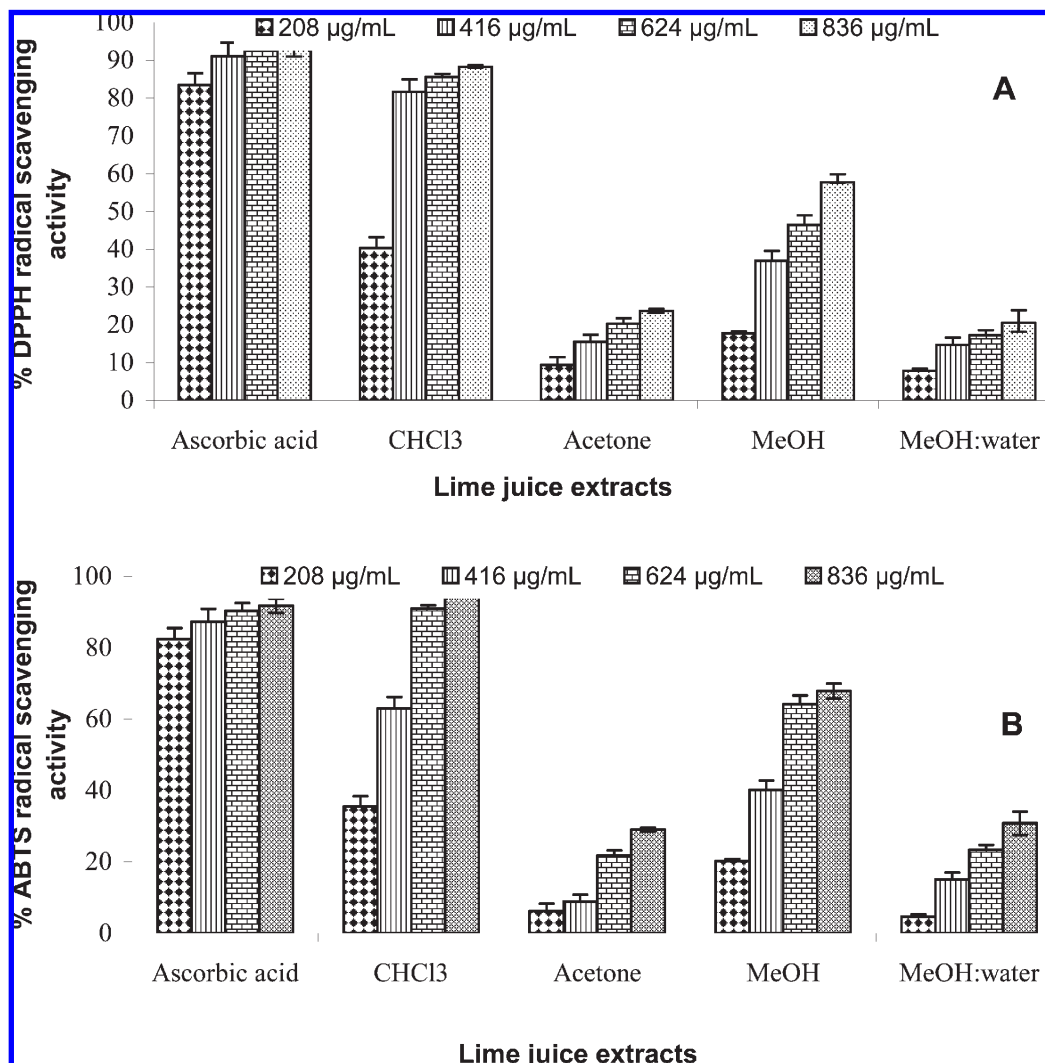 208 µg/mL 416 µg/mL 624 µg/mL 836 µg/mL
100
90
80
70
60
50
40
30
20
10
0
% DPPH radical scavenging
activity
A
Ascorbic acid CHCl3 Acetone MeOH MeOH:water
Lime juice extracts
208 µg/mL 416 µg/mL 624 µg/mL 836 µg/mL
100
80
60
40
20
0
% ABTS radical scavenging
activity
B
Ascorbic acid CHCl3 Acetone MeOH MeOH:water
Lime juice extracts